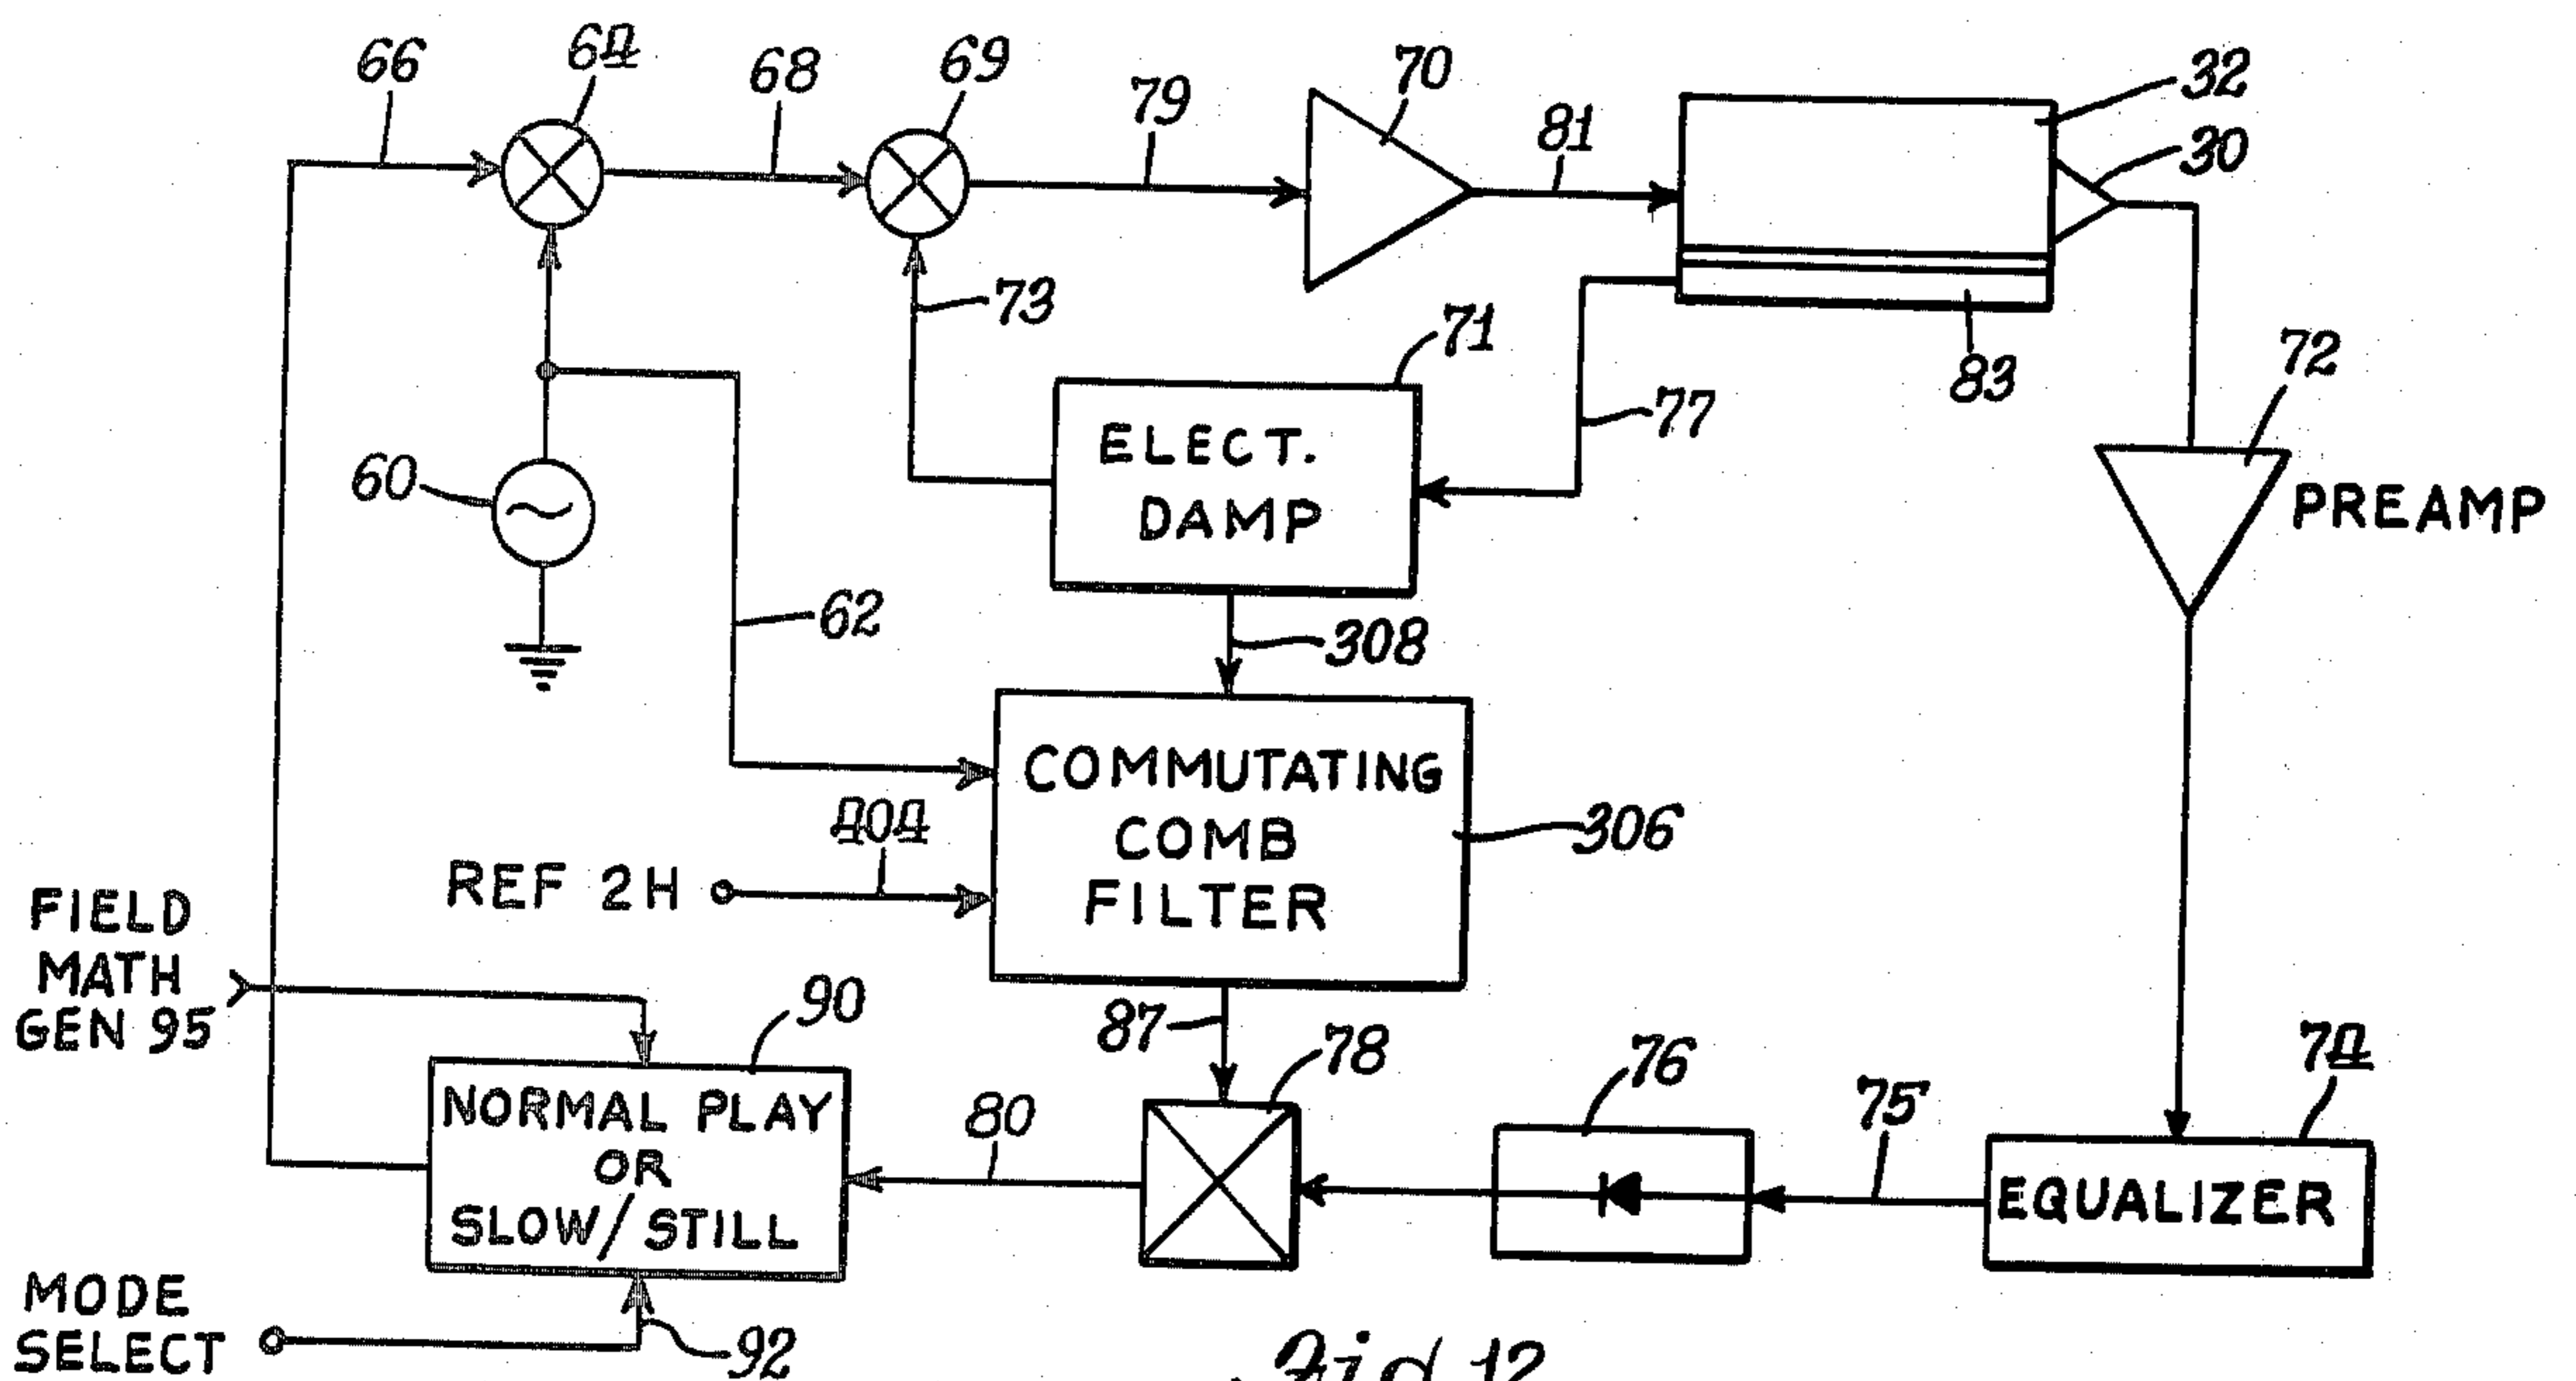 66
64
68
69
79
70
81
32
30
73
71
77
83
72
60
ELECT.
DAMP
PREAMP
62
308
COMMUTATING
COMB
FILTER
306
404
REF 2H
FIELD
MATH
GEN 95
90
87
78
76
75
74
NORMAL PLAY
OR
SLOW/STILL
80
EQUALIZER
MODE
SELECT
92
Fig 12